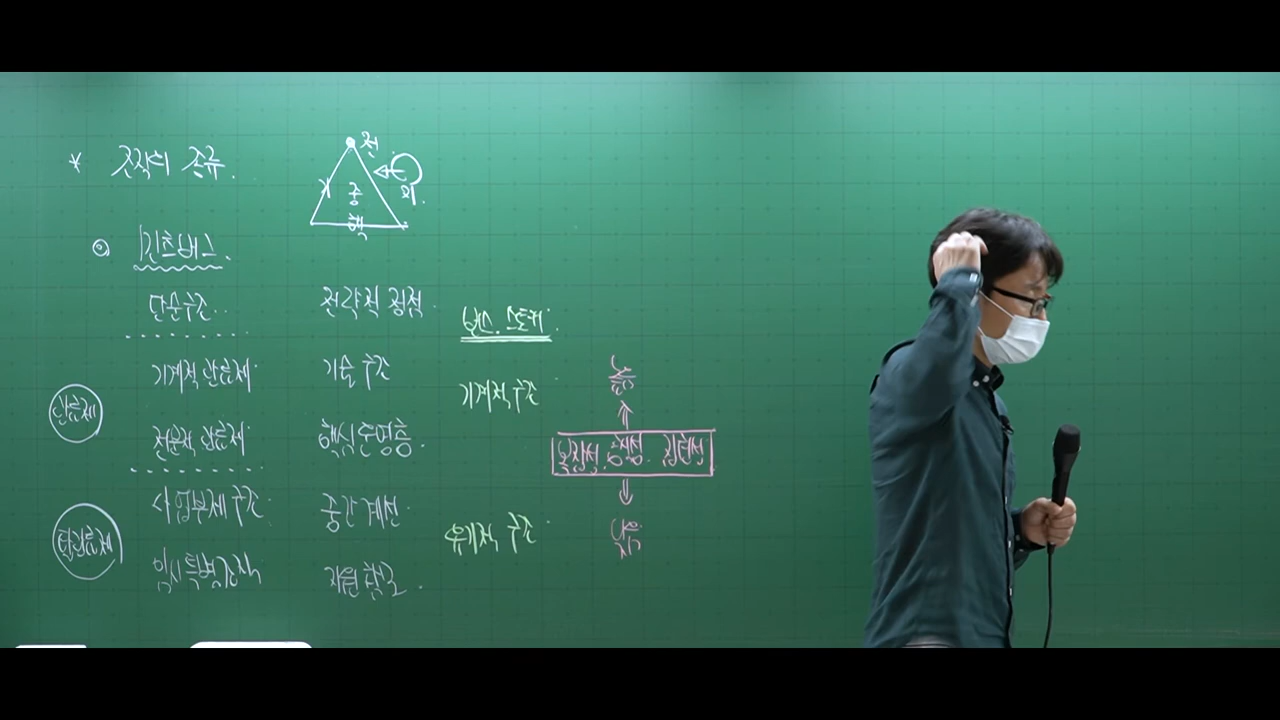 * 조직의 종류.
전
중
핵
⊙ 민츠버그.
단순구조.. 전략적 정점.
번스. 스토커.
기계적 관료제. 기술구조
높음
관료제
기계적, 구조
전문적 관료제. 핵심운영층.
복잡성. 공식성. 집권성
사업부제 구조 중간계선.
탈관료제
유기적, 구조
낮음.
임시특별조직 지원참모.